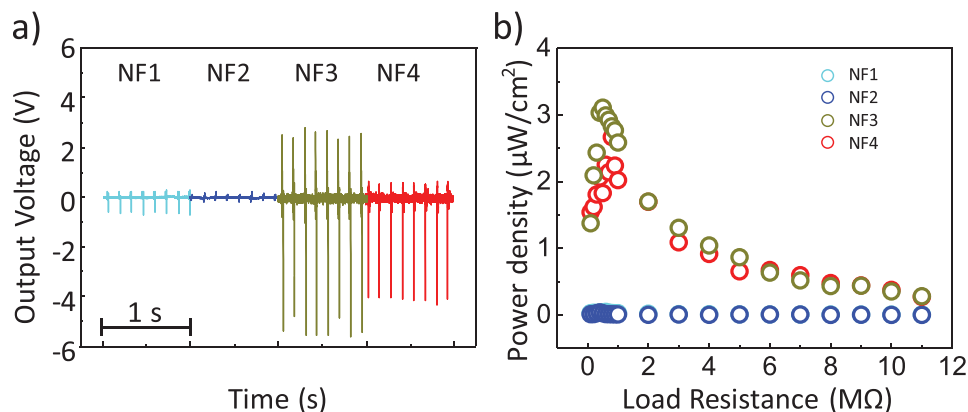 a)
Output Voltage (V)
6
4
2
0
-2
-4
-6
NF1 NF2 NF3 NF4
1 s
Time (s)
b)
Power density (μW/cm²)
4
3
2
1
0
NF1
NF2
NF3
NF4
0 2 4 6 8 10 12
Load Resistance (MΩ)